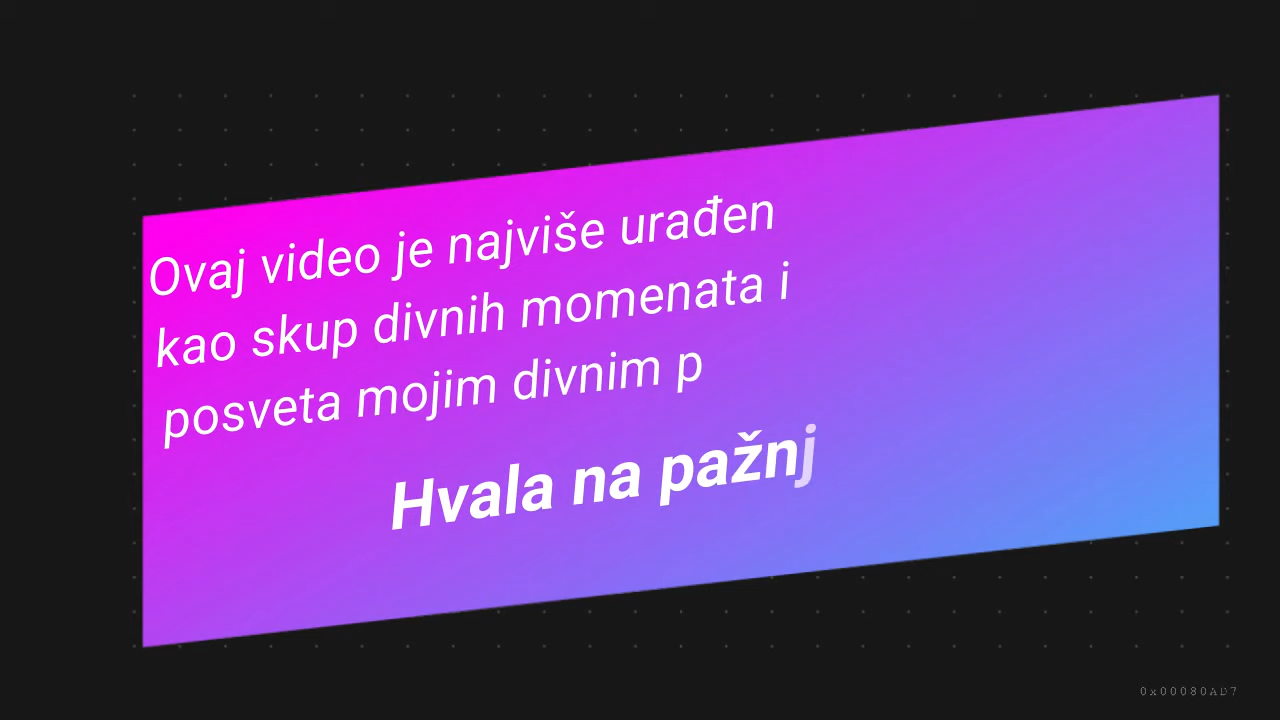 Ovaj video je najviše urađen
kao skup divnih momenata i
posveta mojim divnim p
Hvala na pažnj
0x00080AD7